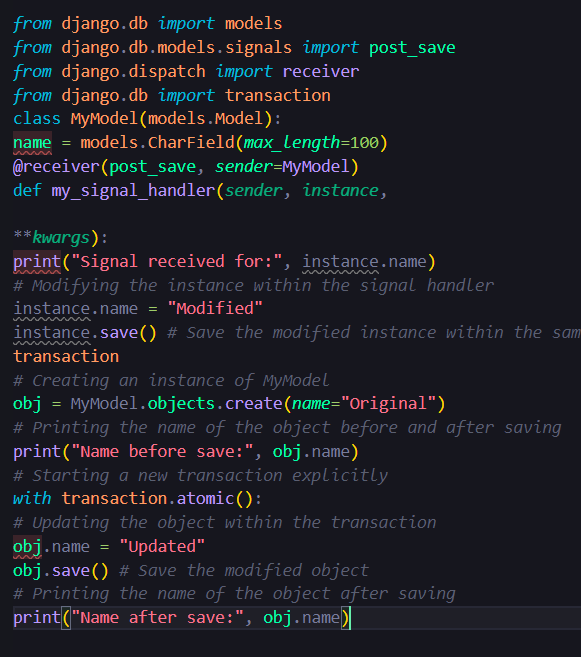 from django.db import models
from django.db.models.signals import post_save
from django.dispatch import receiver
from django.db import transaction
class MyModel(models.Model):
name = models.CharField(max_length=100)
@receiver(post_save, sender=MyModel)
def my_signal_handler(sender, instance,
**kwargs):
print("Signal received for:", instance.name)
# Modifying the instance within the signal handler
instance.name = "Modified"
instance.save() # Save the modified instance within the sam
transaction
# Creating an instance of MyModel
obj = MyModel.objects.create(name="Original")
# Printing the name of the object before and after saving
print("Name before save:", obj.name)
# Starting a new transaction explicitly
with transaction.atomic():
# Updating the object within the transaction
obj.name = "Updated"
obj.save() # Save the modified object
# Printing the name of the object after saving
print("Name after save:", obj.name)